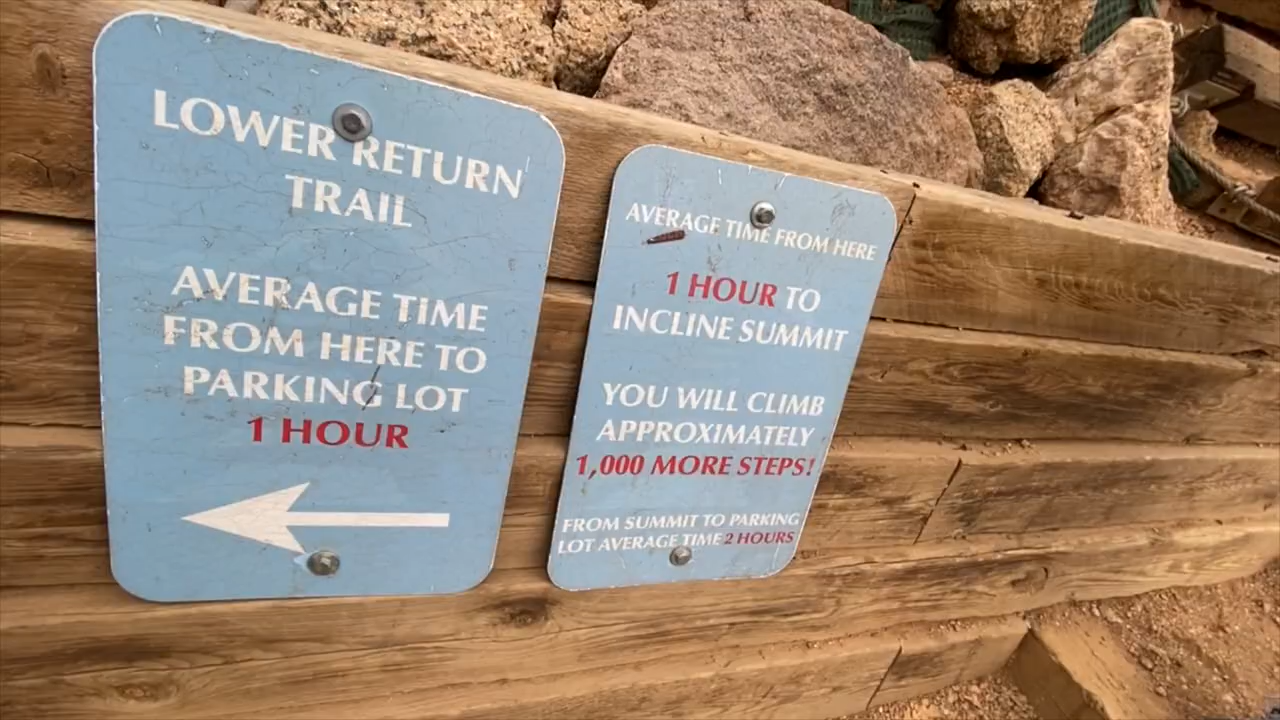 LOWER RETURN
TRAIL
AVERAGE TIME
FROM HERE TO
PARKING LOT
1 HOUR
AVERAGE TIME FROM HERE
1 HOUR TO
INCLINE SUMMIT
YOU WILL CLIMB
APPROXIMATELY
1,000 MORE STEPS!
FROM SUMMIT TO PARKING
LOT AVERAGE TIME 2 HOURS